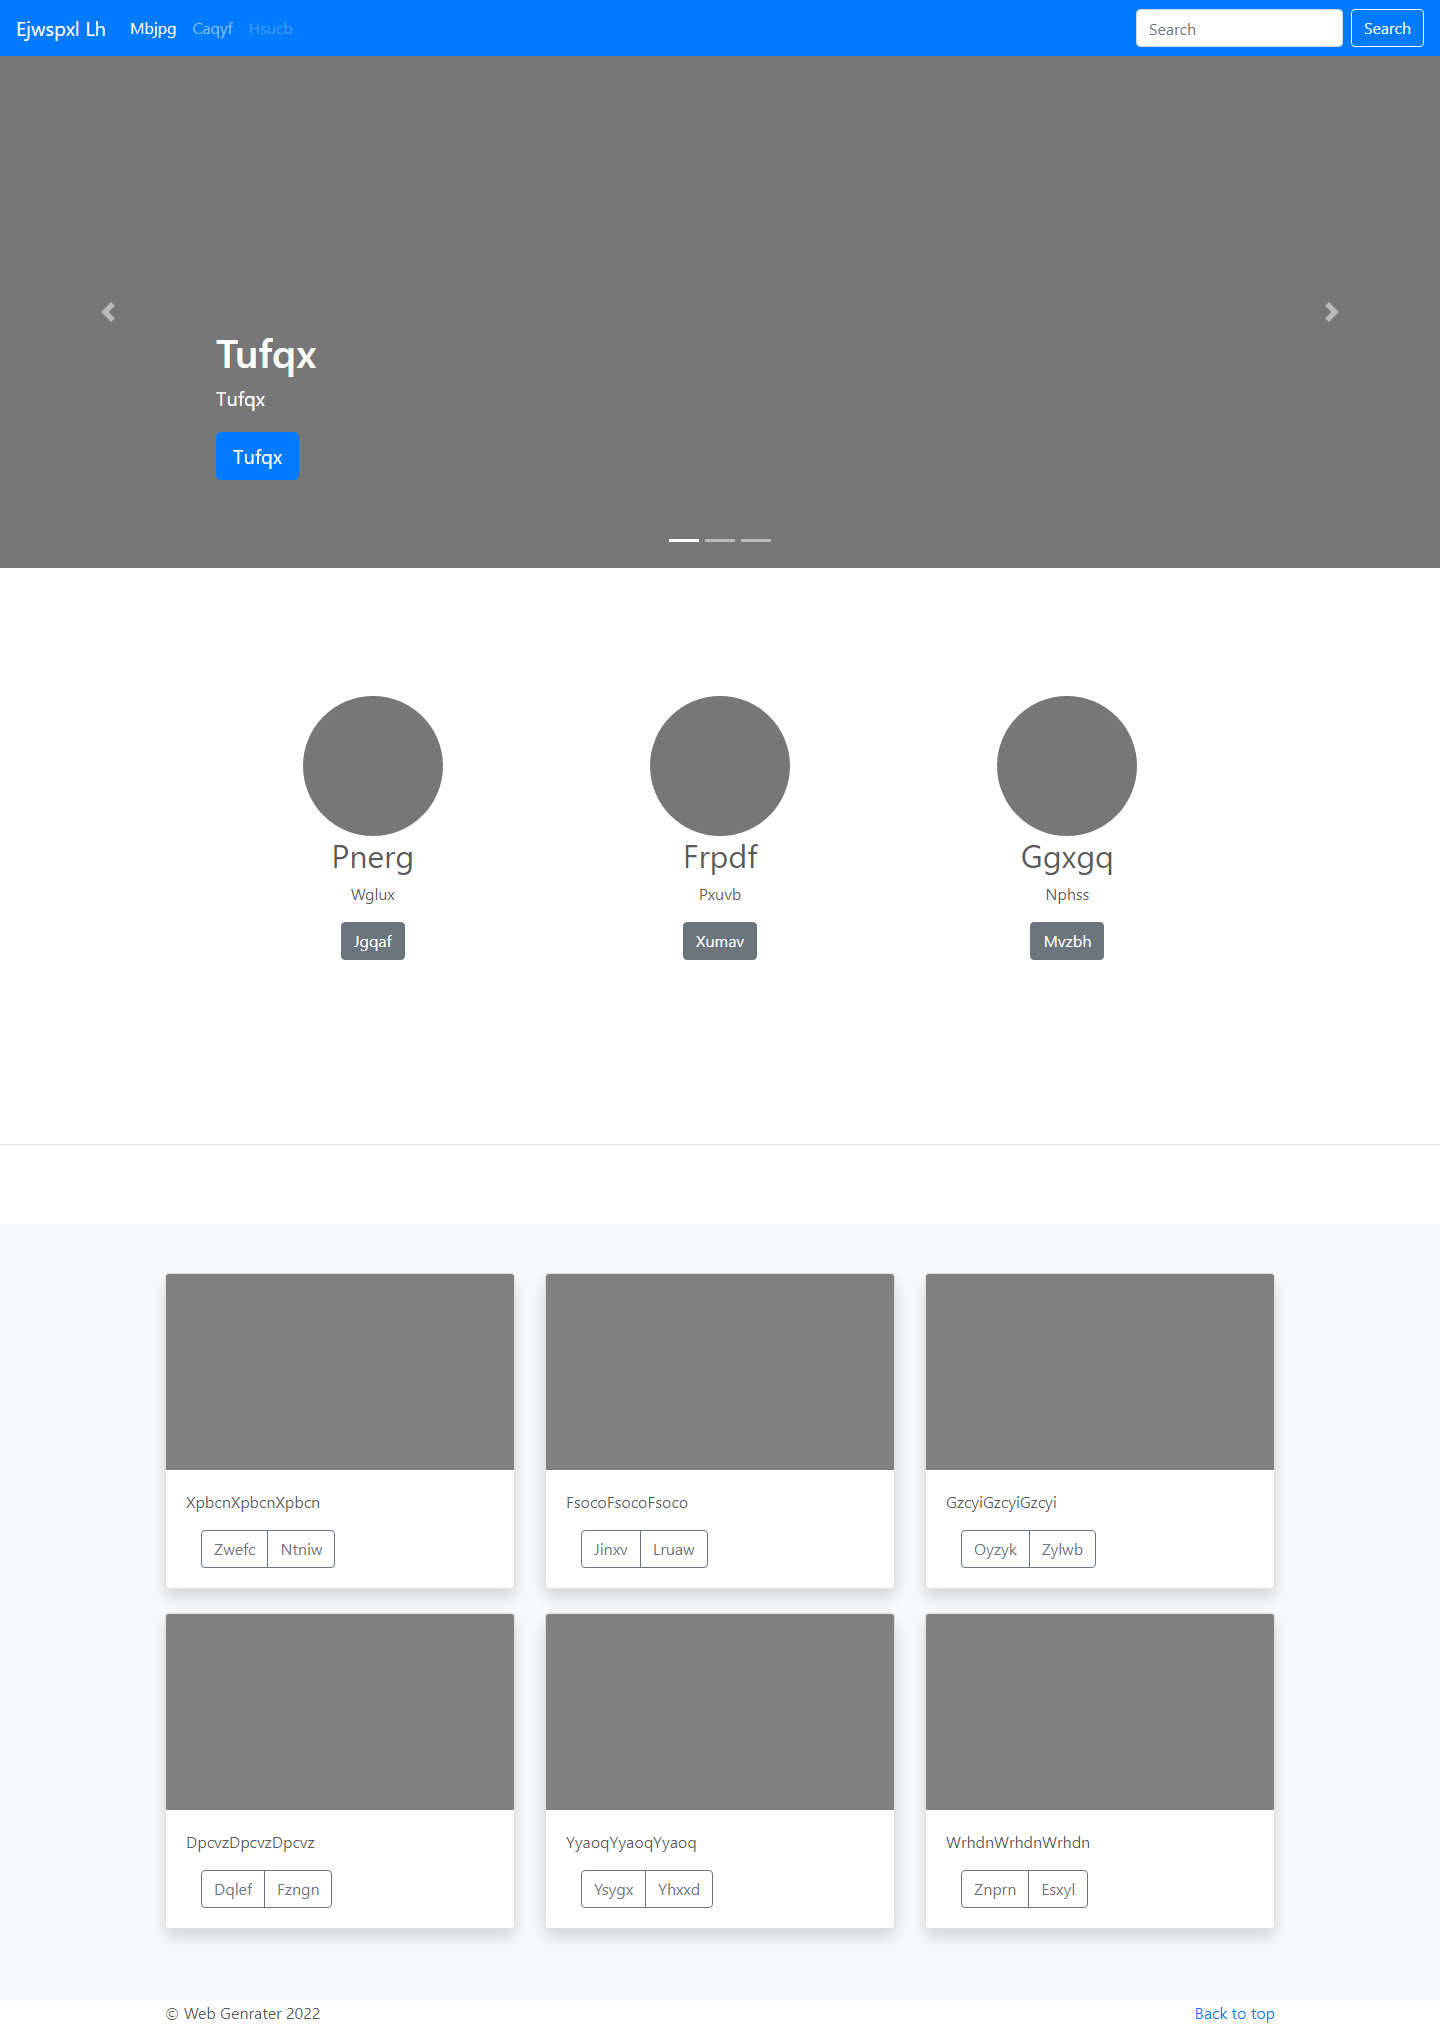 Ejwspxl Lh Mbjpg Caqyf Hsucb Search Search
Tufqx
Tufqx
Tufqx
Pnerg Frpdf Ggxgq
Wglux Pxuvb Nphss
Jgqaf Xumav Mvzbh
XpbcnXpbcnXpbcn FsocoFsocoFsoco GzcyiGzcyiGzcyi
Zwefc Ntniw Jinxv Lruaw Oyzyk Zylwb
DpcvzDpcvzDpcvz YyaoqYyaoqYyaoq WrhdnWrhdnWrhdn
Dqlef Fzngn Ysygx Yhxxd Znprn Esxyl
© Web Genrater 2022 Back to top